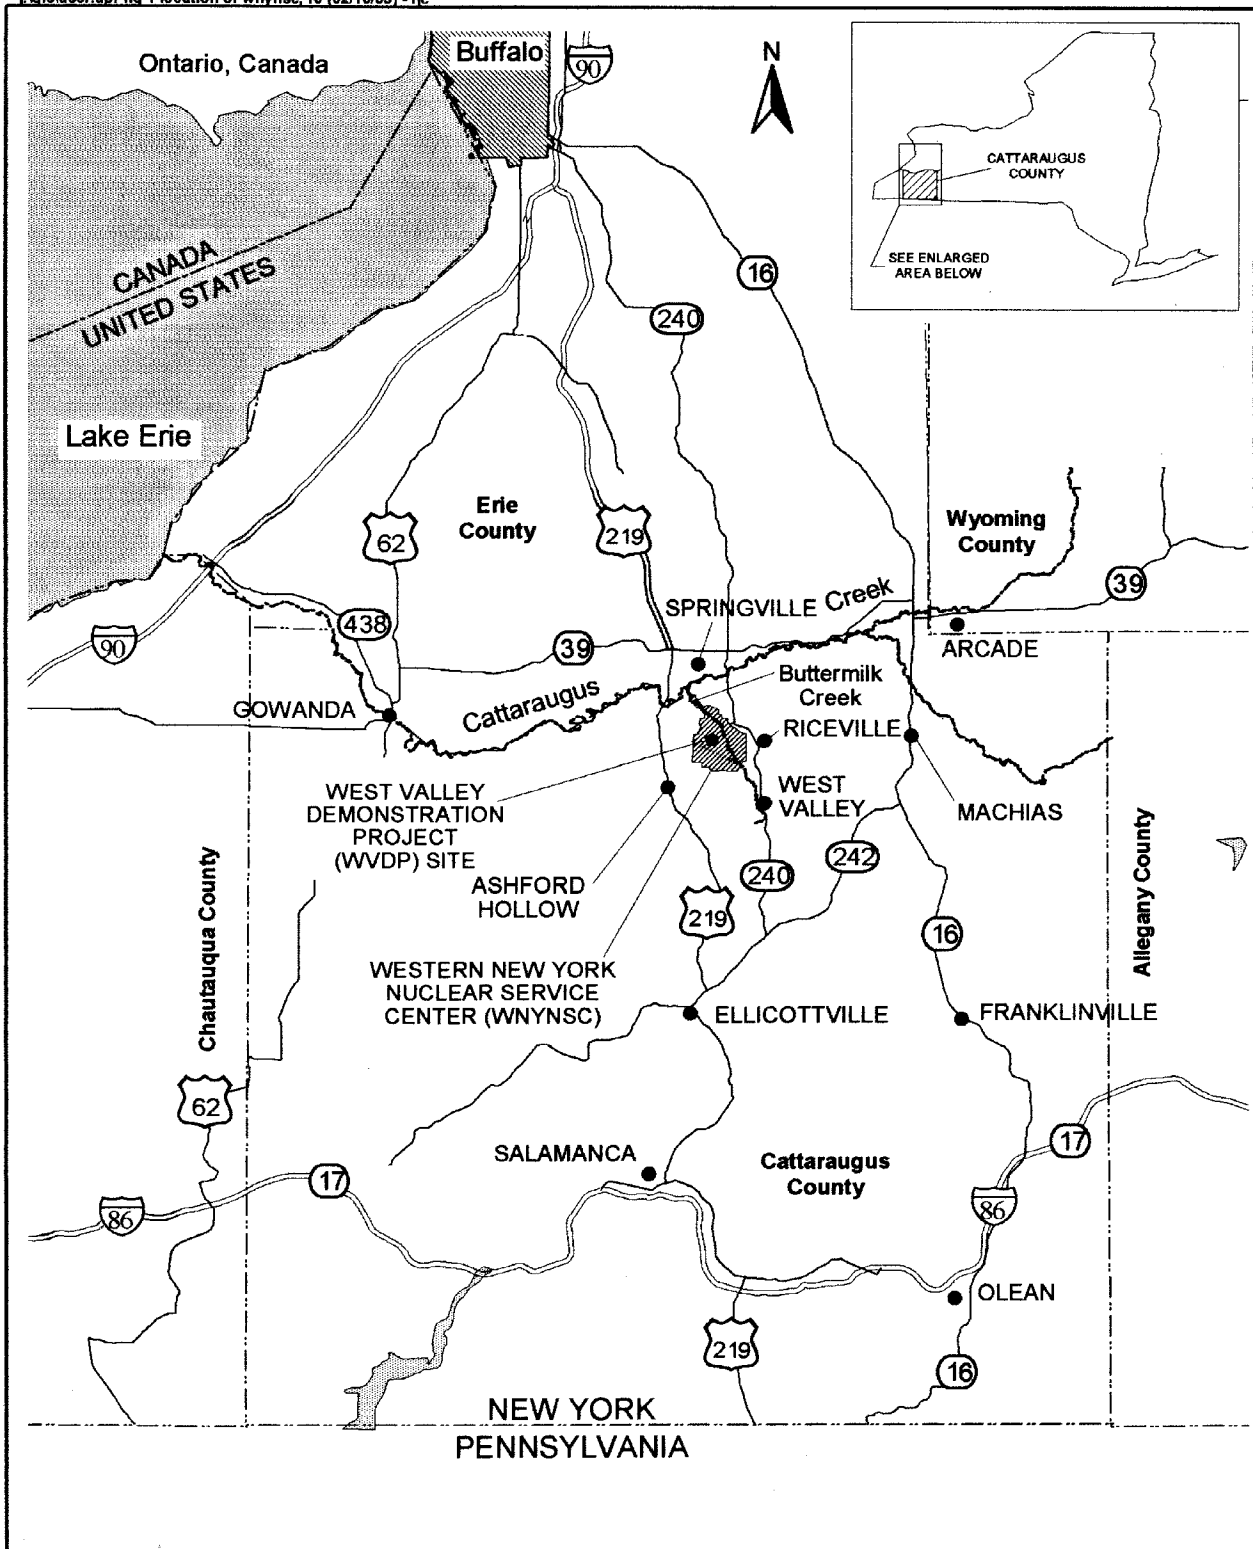 Ontario, Canada
Buffalo
90
N
CATTARAUGUS
COUNTY
SEE ENLARGED
AREA BELOW
CANADA
UNITED STATES
16
240
Lake Erie
Erie
County
62
219
Wyoming
County
39
SPRINGVILLE
Creek
438
90
39
ARCADE
Buttermilk
Creek
Cattaraugus
GOWANDA
RICEVILLE
WEST VALLEY
DEMONSTRATION
PROJECT
(WVDP) SITE
WEST
VALLEY
MACHIAS
ASHFORD
HOLLOW
240
242
219
16
Chautauqua County
Allegany County
WESTERN NEW YORK
NUCLEAR SERVICE
CENTER (WNYNSC)
ELLICOTTVILLE
FRANKLINVILLE
62
17
SALAMANCA
Cattaraugus
County
17
86
86
OLEAN
219
16
NEW YORK
PENNSYLVANIA